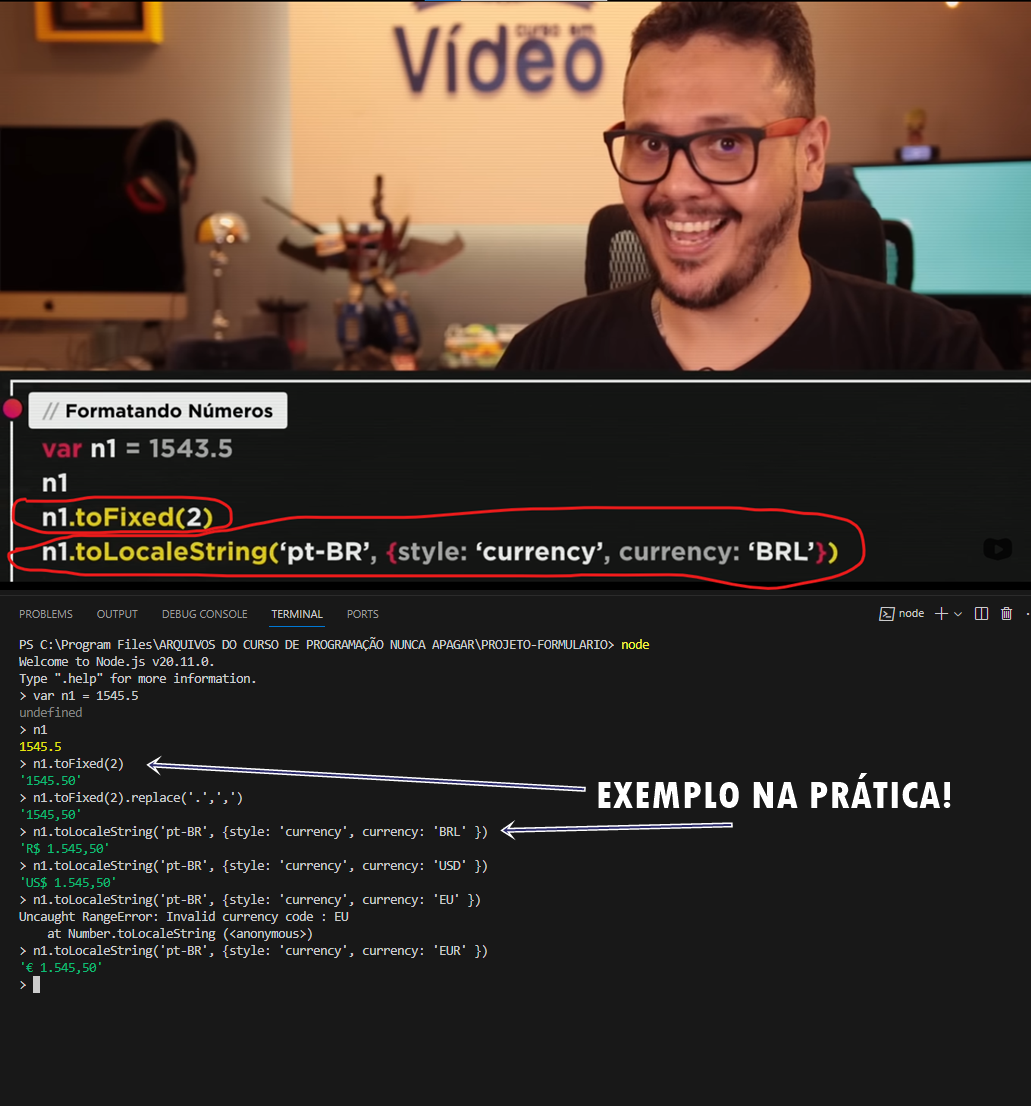 curso em
Vídeo
// Formatando Números
var n1 = 1543.5
n1
n1.toFixed(2)
n1.toLocaleString(‘pt-BR’, {style: ‘currency’, currency: ‘BRL’})
PROBLEMS OUTPUT DEBUG CONSOLE TERMINAL PORTS node
PS C:\Program Files\ARQUIVOS DO CURSO DE PROGRAMAÇÃO NUNCA APAGAR\PROJETO-FORMULARIO> node
Welcome to Node.js v20.11.0.
Type ".help" for more information.
> var n1 = 1545.5
undefined
> n1
1545.5
> n1.toFixed(2)
'1545.50'
> n1.toFixed(2).replace('.',',')
'1545,50'
EXEMPLO NA PRÁTICA!
> n1.toLocaleString('pt-BR', {style: 'currency', currency: 'BRL' })
'R$ 1.545,50'
> n1.toLocaleString('pt-BR', {style: 'currency', currency: 'USD' })
'US$ 1.545,50'
> n1.toLocaleString('pt-BR', {style: 'currency', currency: 'EU' })
Uncaught RangeError: Invalid currency code : EU
    at Number.toLocaleString (<anonymous>)
> n1.toLocaleString('pt-BR', {style: 'currency', currency: 'EUR' })
'€ 1.545,50'
>